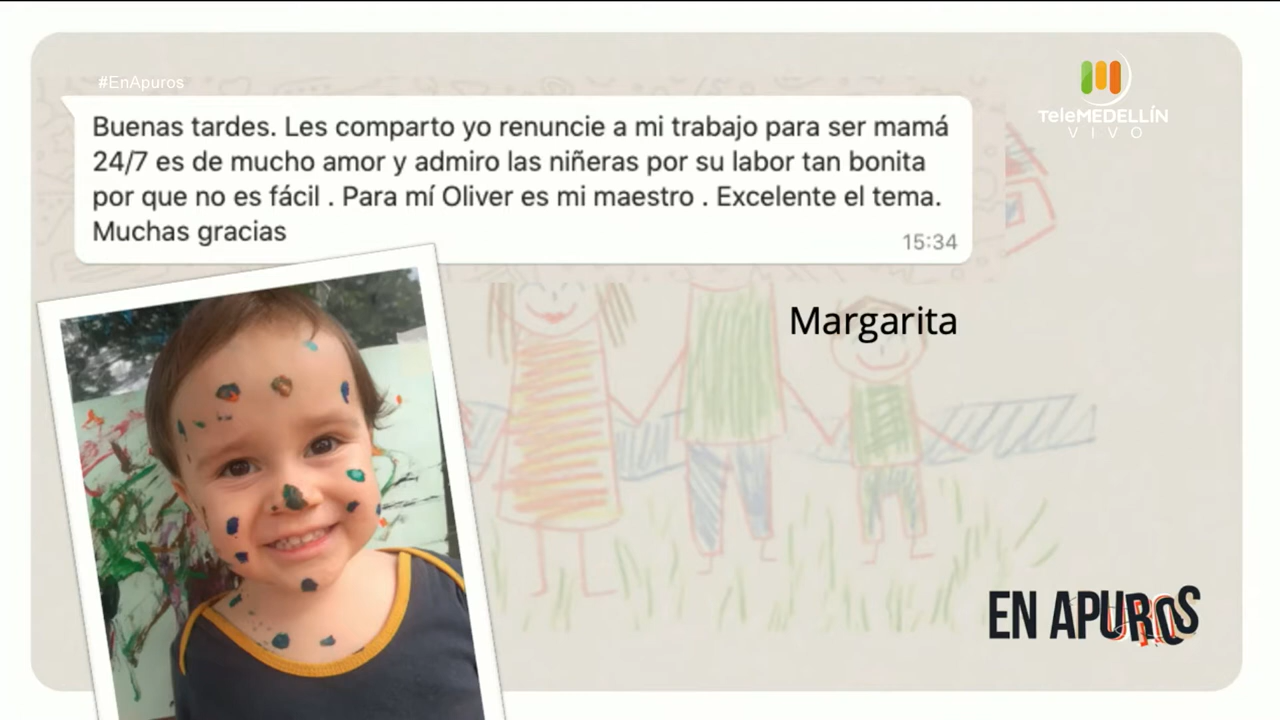 #EnApuros
TeleMEDELLÍN
VIVO
Buenas tardes. Les comparto yo renuncie a mi trabajo para ser mamá
24/7 es de mucho amor y admiro las niñeras por su labor tan bonita
por que no es fácil . Para mí Oliver es mi maestro . Excelente el tema.
Muchas gracias
15:34
Margarita
EN APUROS